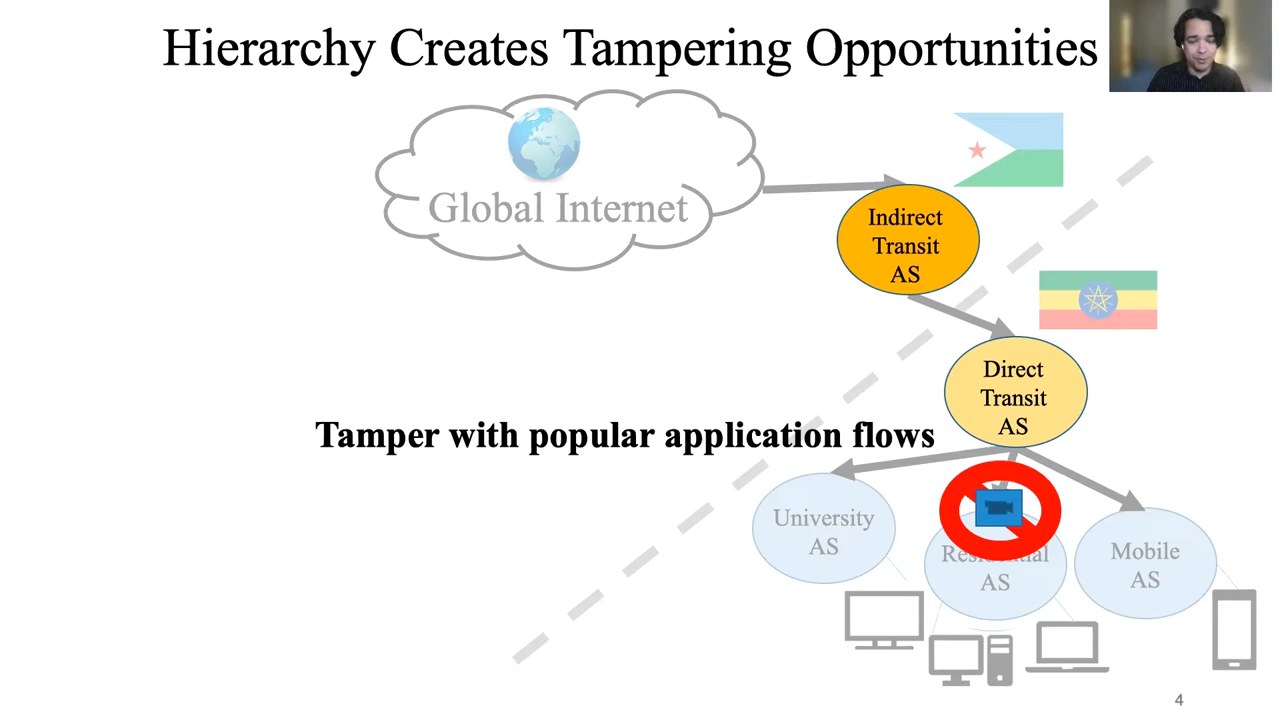 Hierarchy Creates Tampering Opportunities
Global Internet
Indirect
Transit
AS
Direct
Transit
AS
Tamper with popular application flows
University
AS
Residential
AS
Mobile
AS
4